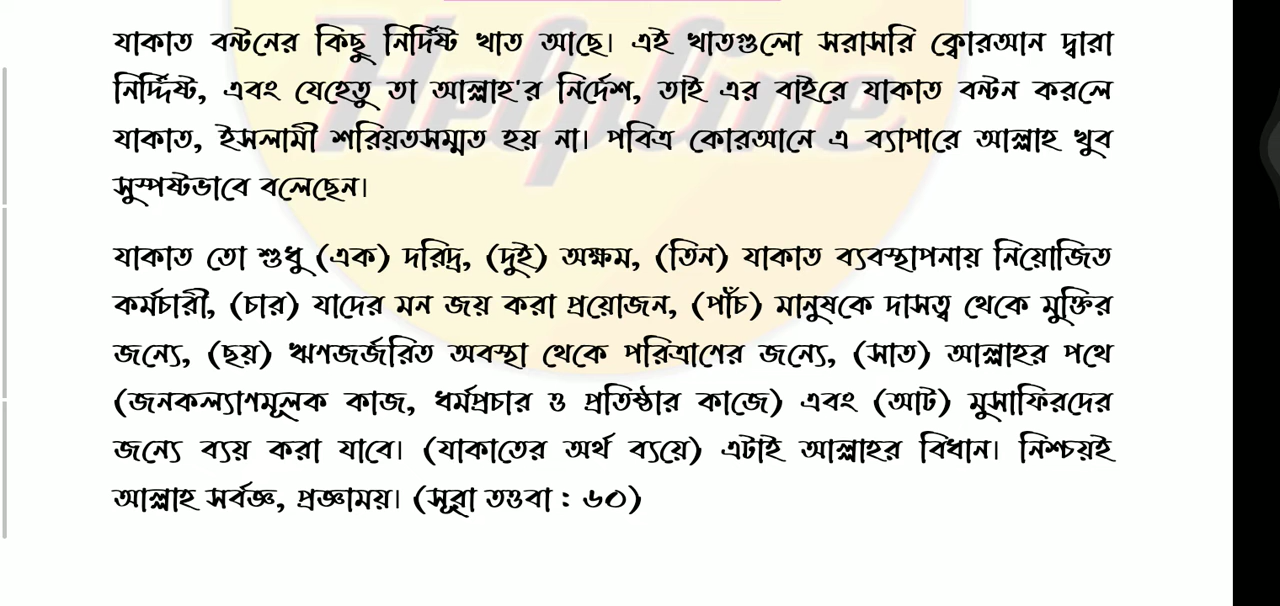 যাকাত বন্টনের কিছু নির্দিষ্ট খাত আছে। এই খাতগুলো সরাসরি ক্বোরআন দ্বারা
নির্দ্দিষ্ট, এবং যেহেতু তা আল্লাহ'র নির্দেশ, তাই এর বাইরে যাকাত বন্টন করলে
যাকাত, ইসলামী শরিয়তসম্মত হয় না। পবিত্র কোরআনে এ ব্যাপারে আল্লাহ খুব
সুস্পষ্টভাবে বলেছেন।
যাকাত তো শুধু (এক) দরিদ্র, (দুই) অক্ষম, (তিন) যাকাত ব্যবস্থাপনায় নিয়োজিত
কর্মচারী, (চার) যাদের মন জয় করা প্রয়োজন, (পাঁচ) মানুষকে দাসত্ব থেকে মুক্তির
জন্যে, (ছয়) ঋণজর্জরিত অবস্থা থেকে পরিত্রাণের জন্যে, (সাত) আল্লাহর পথে
(জনকল্যাণমূলক কাজ, ধর্মপ্রচার ও প্রতিষ্ঠার কাজে) এবং (আট) মুসাফিরদের
জন্যে ব্যয় করা যাবে। (যাকাতের অর্থ ব্যয়ে) এটাই আল্লাহর বিধান। নিশ্চয়ই
আল্লাহ সর্বজ্ঞ, প্রজ্ঞাময়। (সূরা তওবা : ৬০)
Helpline